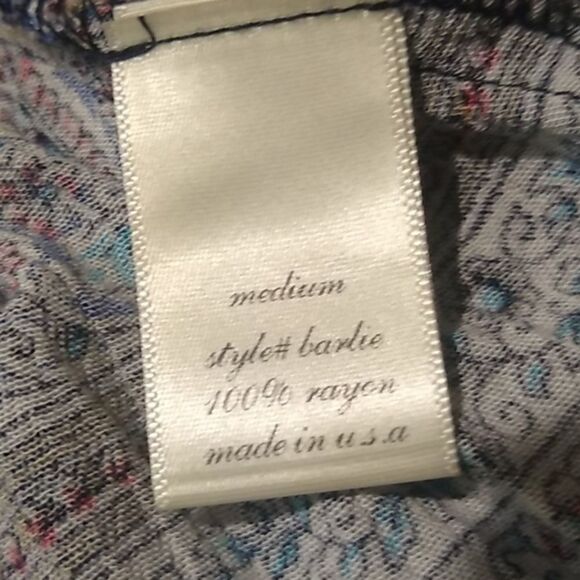 medium
style# barlie
100% rayon
made in u.s.a